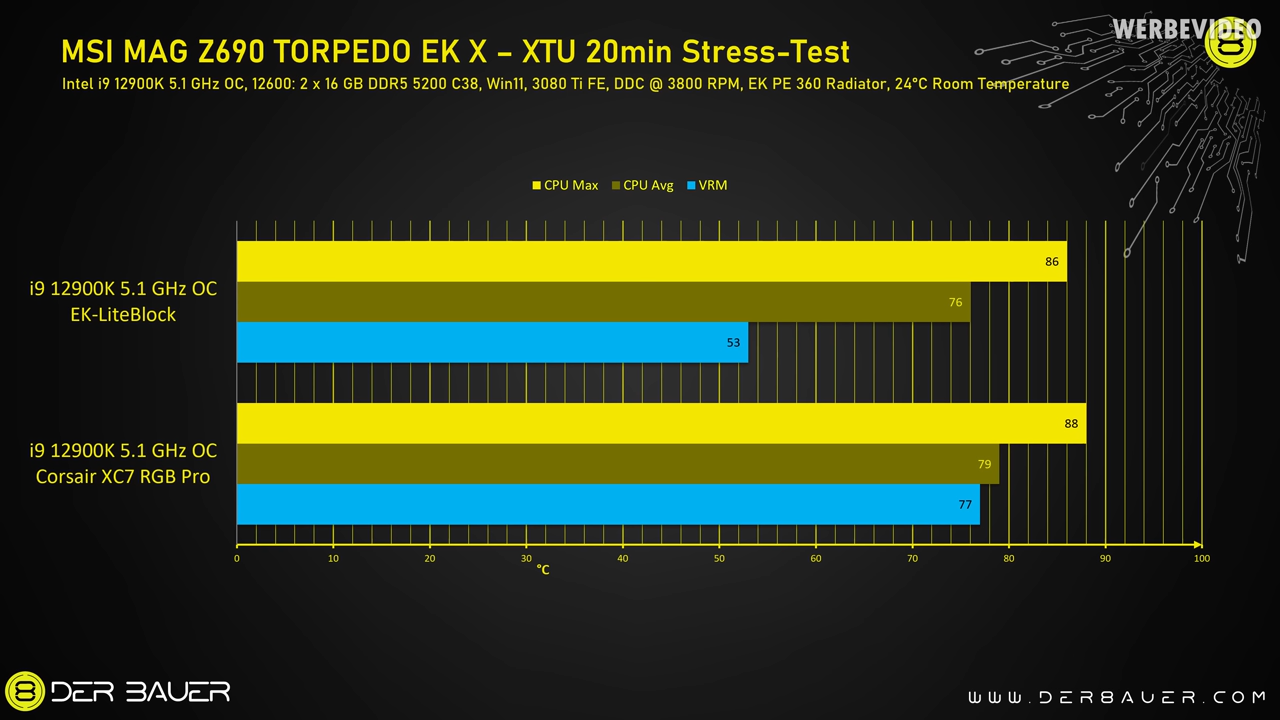 WERBEVIDEO
8
MSI MAG Z690 TORPEDO EK X – XTU 20min Stress-Test
Intel i9 12900K 5.1 GHz OC, 12600: 2 x 16 GB DDR5 5200 C38, Win11, 3080 Ti FE, DDC @ 3800 RPM, EK PE 360 Radiator, 24°C Room Temperature
CPU Max CPU Avg VRM
i9 12900K 5.1 GHz OC
EK-LiteBlock
86
76
53
i9 12900K 5.1 GHz OC
Corsair XC7 RGB Pro
88
79
77
0 10 20 30 40 50 60 70 80 90 100
°C
8 DER BAUER
WWW.DER8AUER.COM